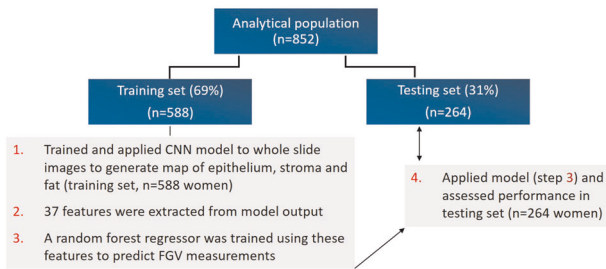 Analytical population
(n=852)
Training set (69%)
(n=588)
Testing set (31%)
(n=264)
1. Trained and applied CNN model to whole slide
images to generate map of epithelium, stroma and
fat (training set, n=588 women)
2. 37 features were extracted from model output
3. A random forest regressor was trained using these
features to predict FGV measurements
4. Applied model (step 3) and
assessed performance in
testing set (n=264 women)